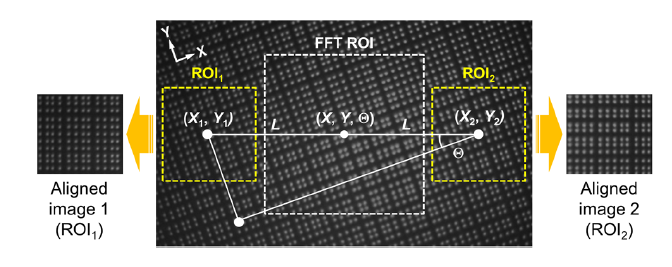 Y
X
FFT ROI
ROI₁
ROI₂
(X₁, Y₁)
L
(X, Y, Θ)
L
(X₂, Y₂)
Θ
Aligned
image 1
(ROI₁)
Aligned
image 2
(ROI₂)